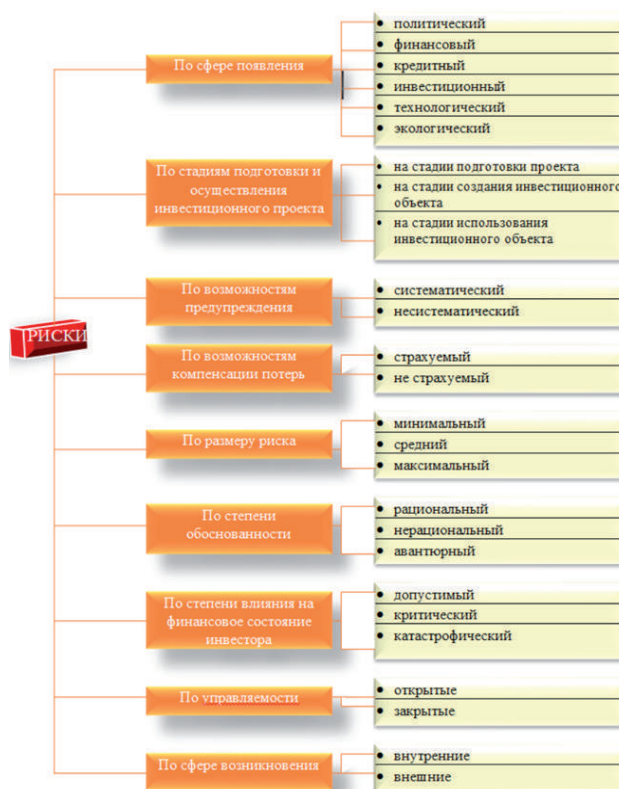 РИСКИ
По сфере появления
• политический
• финансовый
• кредитный
• инвестиционный
• технологический
• экологический
По стадиям подготовки и
осуществления
инвестиционного проекта
• на стадии подготовки проекта
• на стадии создания инвестиционного
объекта
• на стадии использования
инвестиционного объекта
По возможностям
предупреждения
• систематический
• несистематический
По возможностям
компенсации потерь
• страхуемый
• не страхуемый
По размеру риска
• минимальный
• средний
• максимальный
По степени
обоснованности
• рациональный
• нерациональный
• авантюрный
По степени влияния на
финансовое состояние
инвестора
• допустимый
• критический
• катастрофический
По управляемости
• открытые
• закрытые
По сфере возникновения
• внутренние
• внешние